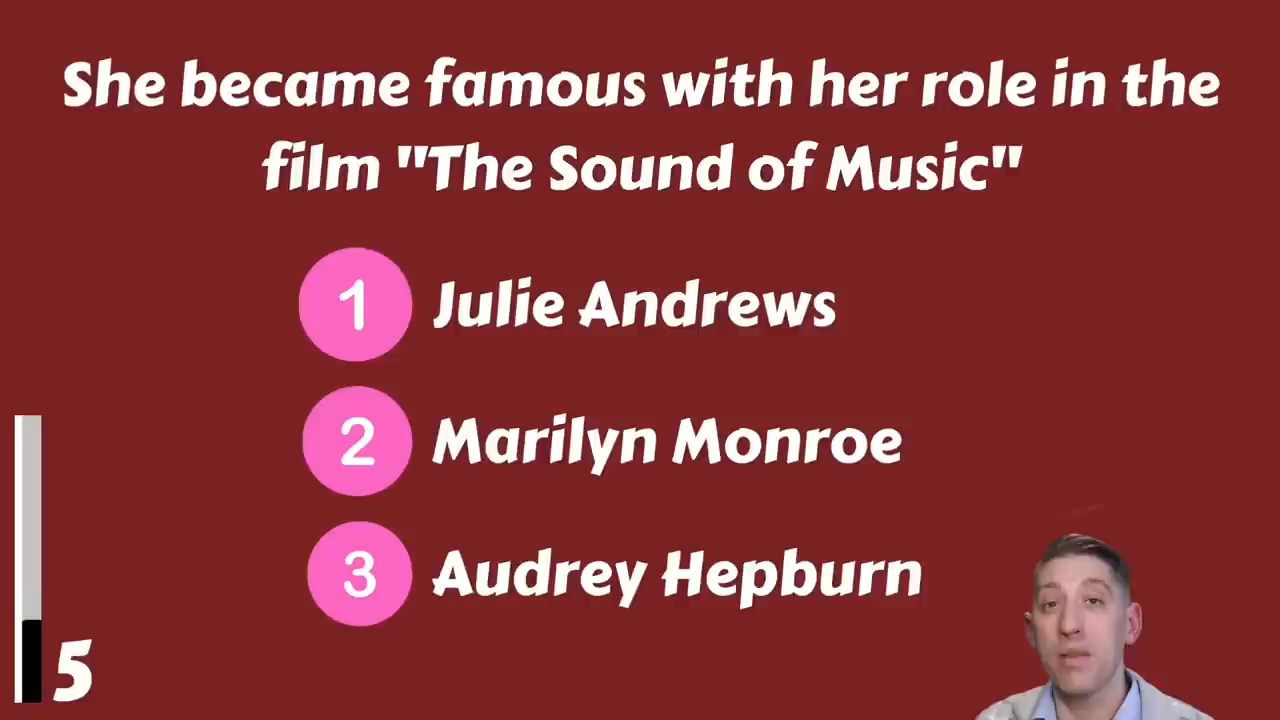 She became famous with her role in the
film "The Sound of Music"
1 Julie Andrews
2 Marilyn Monroe
3 Audrey Hepburn
5